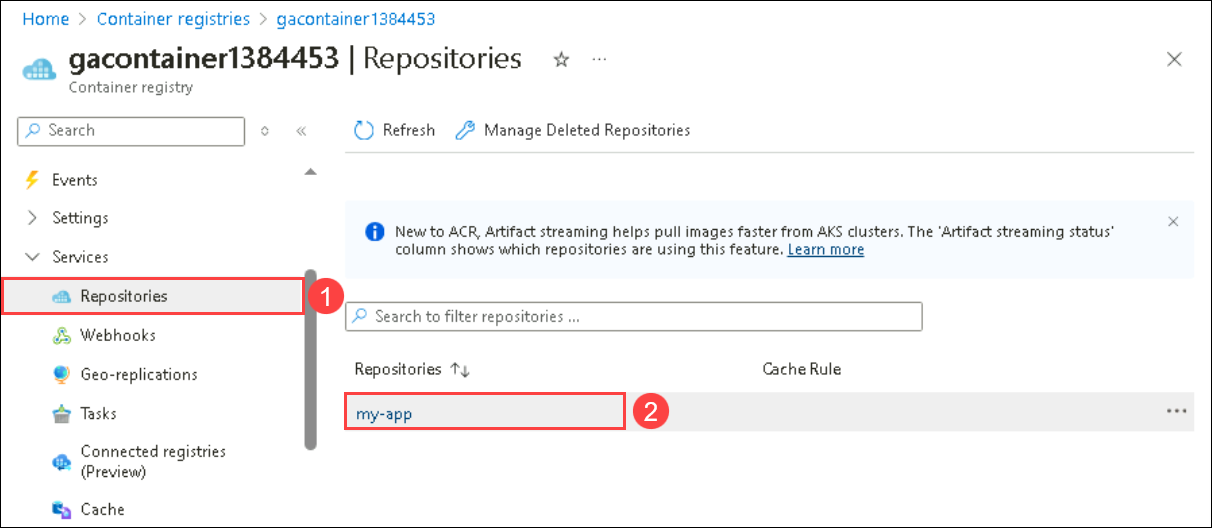 Home > Container registries > gacontainer1384453
gacontainer1384453 | Repositories
Container registry
Search
Refresh
Manage Deleted Repositories
Events
Settings
Services
Repositories
1
Webhooks
Geo-replications
Tasks
Connected registries
(Preview)
Cache
New to ACR, Artifact streaming helps pull images faster from AKS clusters. The 'Artifact streaming status'
column shows which repositories are using this feature. Learn more
Search to filter repositories ...
Repositories
Cache Rule
my-app
2